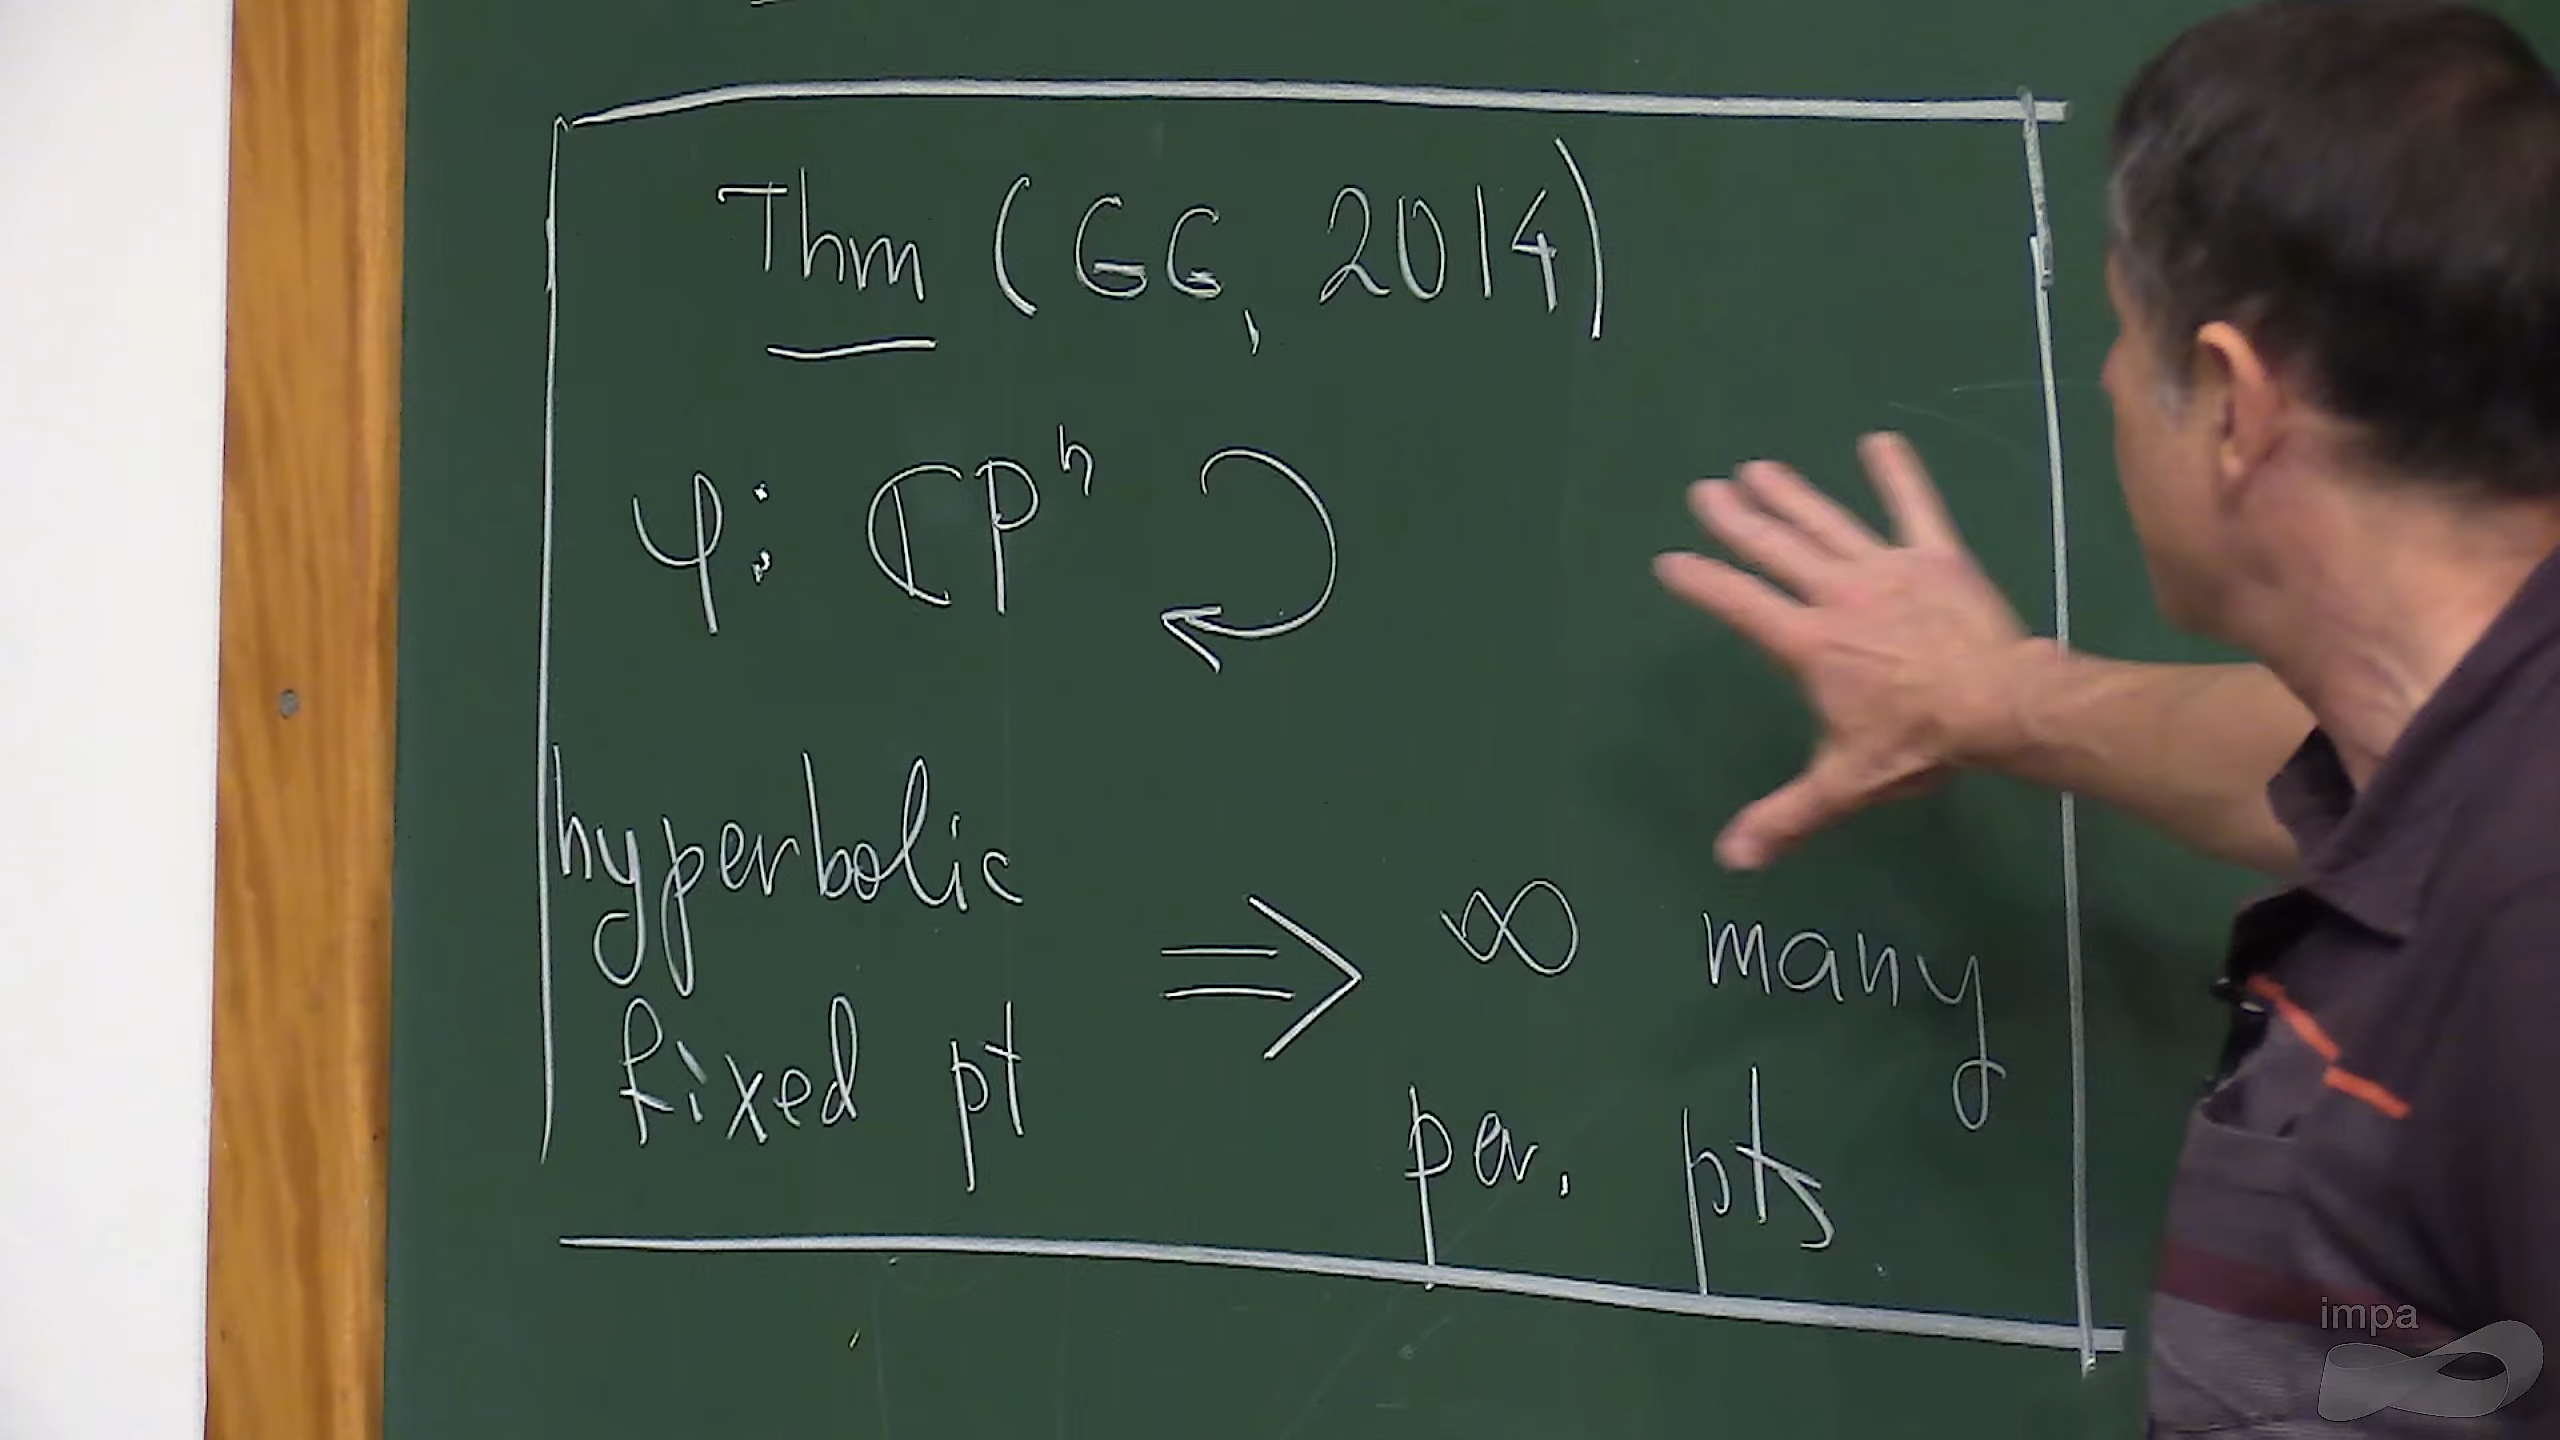 Thm (GG, 2014)
φ: ℂPⁿ ⤸
hyperbolic
fixed pt ⇒ ∞ many
per. pts
impa